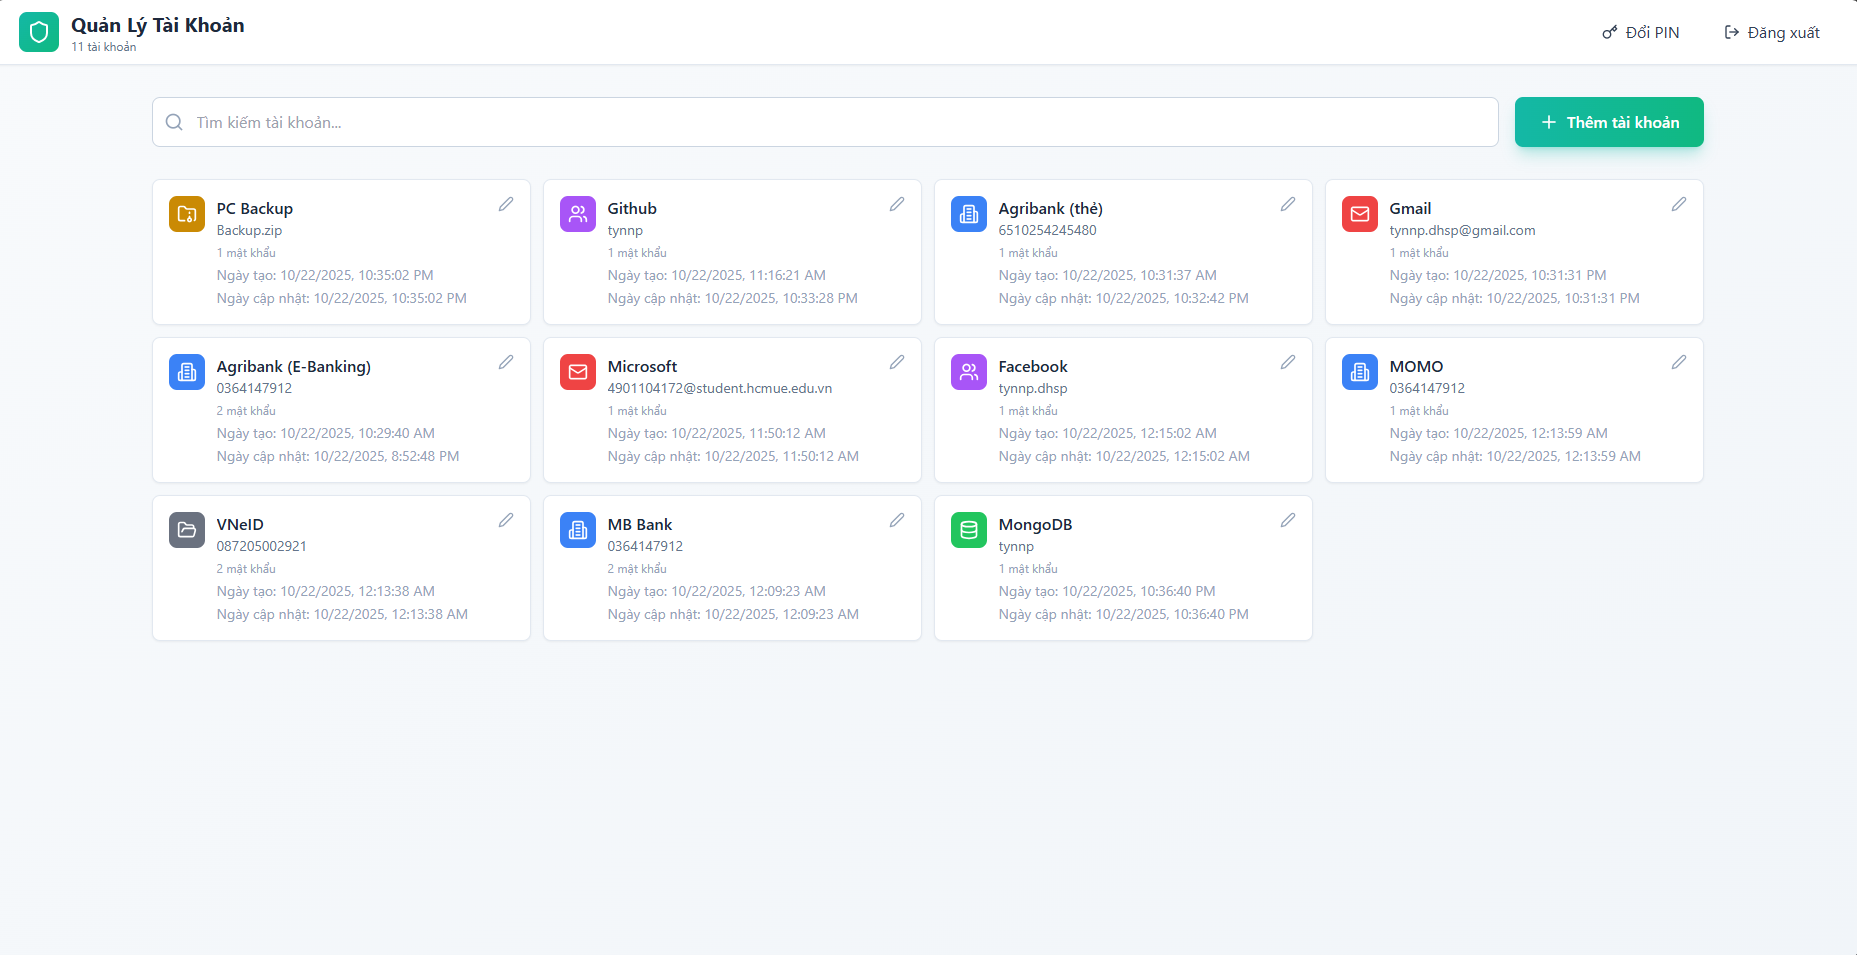 Quản Lý Tài Khoản
11 tài khoản
Đổi PIN
Đăng xuất
Tìm kiếm tài khoản...
Thêm tài khoản
PC Backup
Backup.zip
1 mật khẩu
Ngày tạo: 10/22/2025, 10:35:02 PM
Ngày cập nhật: 10/22/2025, 10:35:02 PM
Github
tynnp
1 mật khẩu
Ngày tạo: 10/22/2025, 11:16:21 AM
Ngày cập nhật: 10/22/2025, 10:33:28 PM
Agribank (thẻ)
6510254245480
1 mật khẩu
Ngày tạo: 10/22/2025, 10:31:37 AM
Ngày cập nhật: 10/22/2025, 10:32:42 PM
Gmail
tynnp.dhsp@gmail.com
1 mật khẩu
Ngày tạo: 10/22/2025, 10:31:31 PM
Ngày cập nhật: 10/22/2025, 10:31:31 PM
Agribank (E-Banking)
0364147912
2 mật khẩu
Ngày tạo: 10/22/2025, 10:29:40 AM
Ngày cập nhật: 10/22/2025, 8:52:48 PM
Microsoft
4901104172@student.hcmue.edu.vn
1 mật khẩu
Ngày tạo: 10/22/2025, 11:50:12 AM
Ngày cập nhật: 10/22/2025, 11:50:12 AM
Facebook
tynnp.dhsp
1 mật khẩu
Ngày tạo: 10/22/2025, 12:15:02 AM
Ngày cập nhật: 10/22/2025, 12:15:02 AM
MOMO
0364147912
1 mật khẩu
Ngày tạo: 10/22/2025, 12:13:59 AM
Ngày cập nhật: 10/22/2025, 12:13:59 AM
VNeID
087205002921
2 mật khẩu
Ngày tạo: 10/22/2025, 12:13:38 AM
Ngày cập nhật: 10/22/2025, 12:13:38 AM
MB Bank
0364147912
2 mật khẩu
Ngày tạo: 10/22/2025, 12:09:23 AM
Ngày cập nhật: 10/22/2025, 12:09:23 AM
MongoDB
tynnp
1 mật khẩu
Ngày tạo: 10/22/2025, 10:36:40 PM
Ngày cập nhật: 10/22/2025, 10:36:40 PM